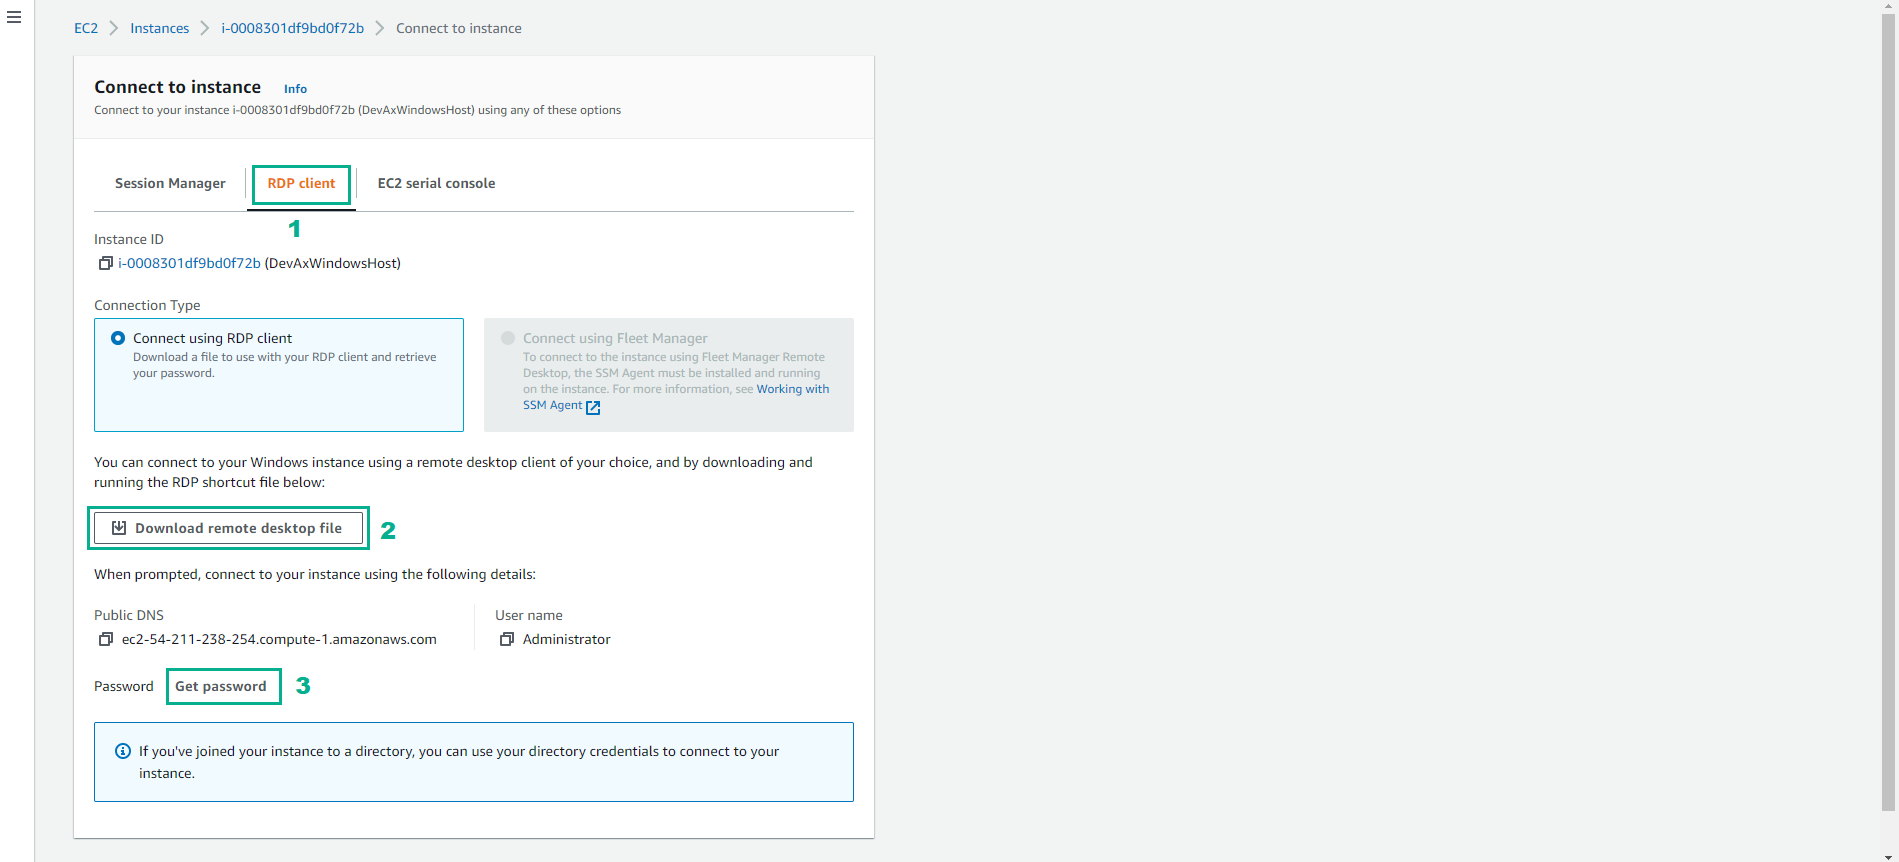 EC2 Instances i-0008301df9bd0f72b Connect to instance
Connect to instance Info
Connect to your instance i-0008301df9bd0f72b (DevAxWindowsHost) using any of these options
Session Manager RDP client EC2 serial console
1
Instance ID
i-0008301df9bd0f72b (DevAxWindowsHost)
Connection Type
Connect using RDP client
Download a file to use with your RDP client and retrieve
your password.
Connect using Fleet Manager
To connect to the instance using Fleet Manager Remote
Desktop, the SSM Agent must be installed and running
on the instance. For more information, see Working with
SSM Agent
You can connect to your Windows instance using a remote desktop client of your choice, and by downloading and
running the RDP shortcut file below:
Download remote desktop file 2
When prompted, connect to your instance using the following details:
Public DNS
ec2-54-211-238-254.compute-1.amazonaws.com
User name
Administrator
Password Get password 3
If you've joined your instance to a directory, you can use your directory credentials to connect to your
instance.